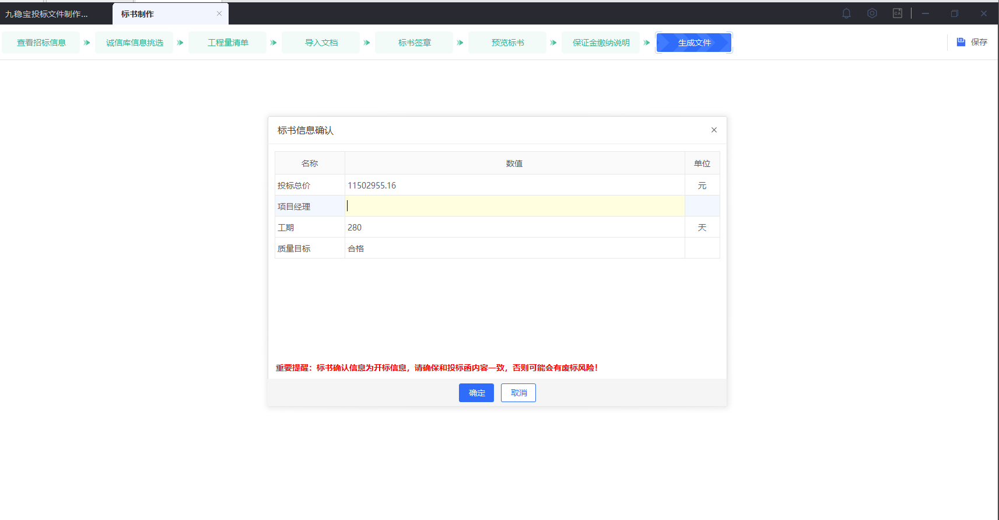 九稳宝投标文件制作...
标书制作
查看招标信息
诚信库信息挑选
工程量清单
导入文档
标书签章
预览标书
保证金缴纳说明
生成文件
保存
标书信息确认
名称 数值 单位
投标总价 11502955.16 元
项目经理
工期 280 天
质量目标 合格
重要提醒：标书确认信息为开标信息，请确保和投标函内容一致，否则可能会有废标风险！
确定 取消